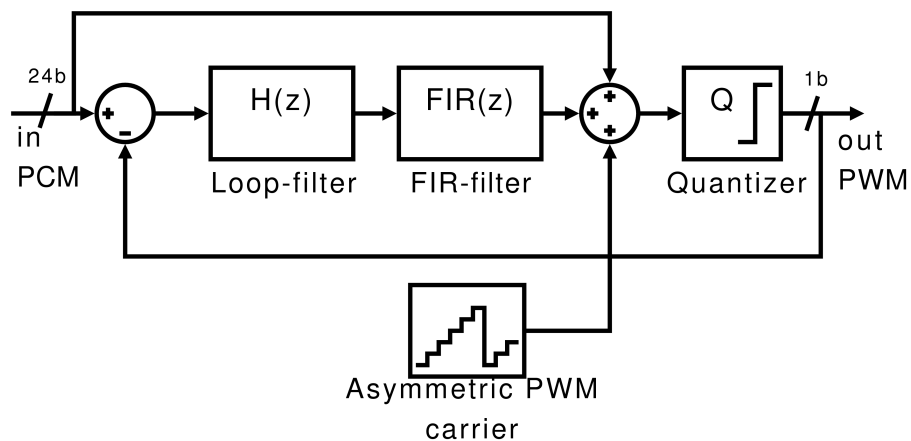 24b
in
PCM
+
-
H(z)
Loop-filter
FIR(z)
FIR-filter
+
+
+
Q
Quantizer
1b
out
PWM
Asymmetric PWM
carrier